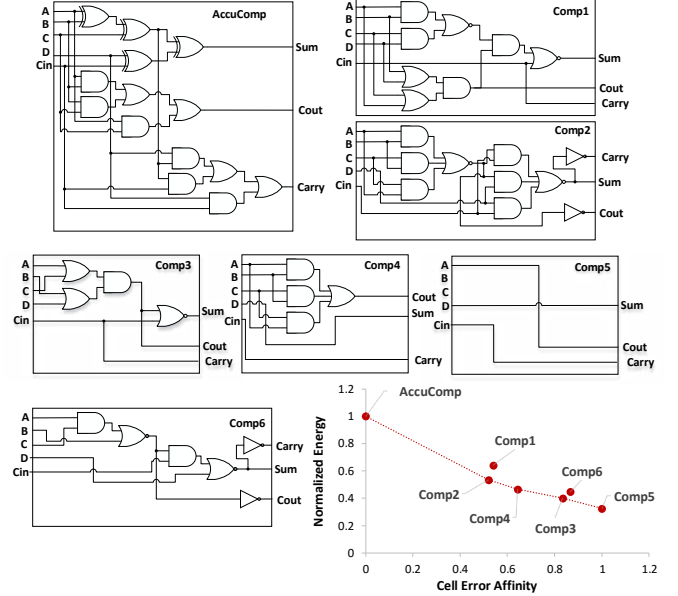 AccuComp
A
B
C
D
Cin
Sum
Cout
Carry
Comp1
A
B
C
D
Cin
Sum
Cout
Carry
Comp2
A
B
C
D
Cin
Carry
Sum
Cout
Comp3
A
B
C
D
Cin
Sum
Cout
Carry
Comp4
A
B
C
D
Cin
Cout
Sum
Carry
Comp5
A
B
C
D
Cin
Sum
Cout
Carry
Comp6
A
B
C
D
Cin
Carry
Sum
Cout
Normalized Energy
1.2
1
0.8
0.6
0.4
0.2
0
AccuComp
Comp1
Comp2
Comp4
Comp6
Comp3
Comp5
0 0.2 0.4 0.6 0.8 1 1.2
Cell Error Affinity